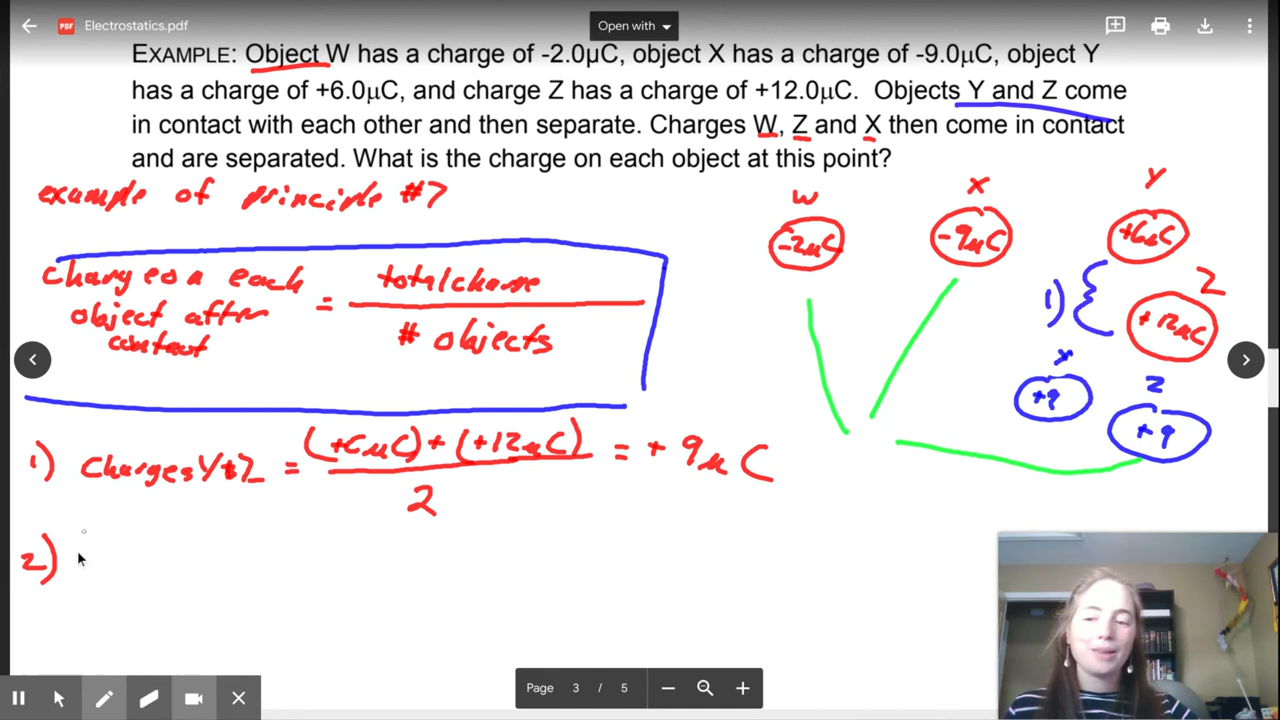 PDF Electrostatics.pdf
Open with
EXAMPLE: Object W has a charge of -2.0μC, object X has a charge of -9.0μC, object Y
has a charge of +6.0μC, and charge Z has a charge of +12.0μC. Objects Y and Z come
in contact with each other and then separate. Charges W, Z and X then come in contact
and are separated. What is the charge on each object at this point?
example of principle #7
W
X
Y
-2μC
-9μC
+6μC
charges on each object after contact = total charge / # objects
1)
Z
+12μC
X
+9
Z
+9
1) Charges Y+Z = (+6μC)+(+12μC) / 2 = +9μC
2)
Page 3 / 5